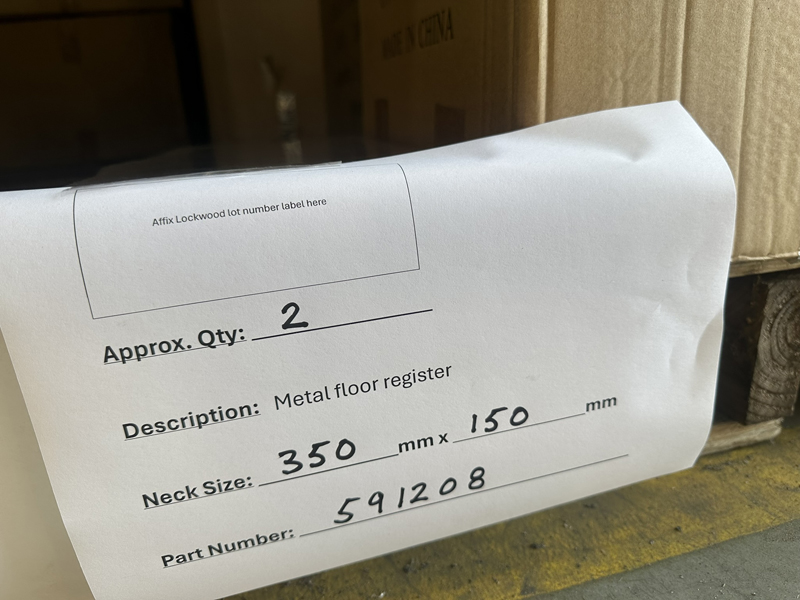 MADE IN CHINA
Affix Lockwood lot number label here
Approx. Qty: 2
Description: Metal floor register
Neck Size: 350 mm x 150 mm
Part Number: 591208